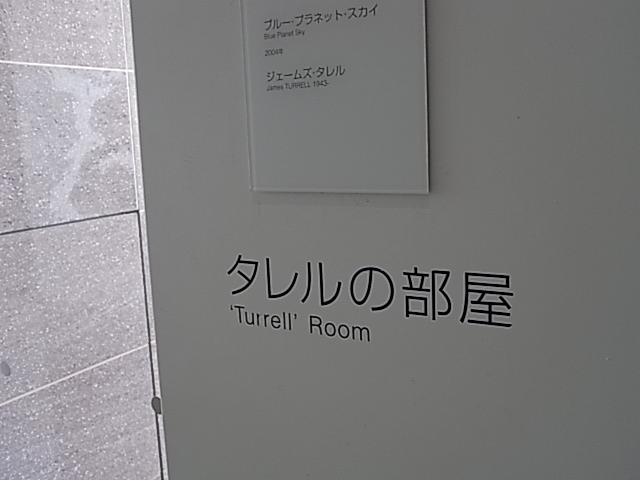 ブルー・プラネット・スカイ
Blue Planet Sky
2004年
ジェームズ・タレル
James TURRELL 1943-
タレルの部屋
'Turrell' Room